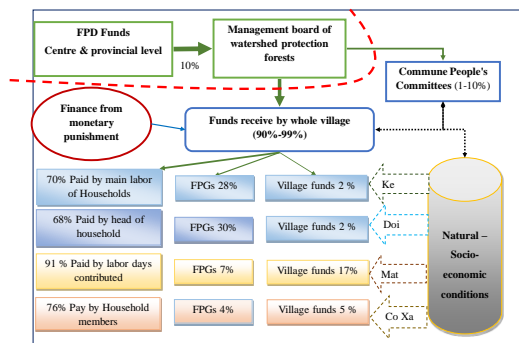 FPD Funds
Centre & provincial level
10%
Management board of
watershed protection
forests
Commune People's
Committees (1-10%)
Finance from
monetary
punishment
Funds receive by whole village
(90%-99%)
70% Paid by main labor
of Households
FPGs 28%
Village funds 2 %
Ke
68% Paid by head of
household
FPGs 30%
Village funds 2 %
Doi
91 % Paid by labor days
contributed
FPGs 7%
Village funds 17%
Mat
76% Pay by Household
members
FPGs 4%
Village funds 5 %
Co Xa
Natural –
Socio-
economic
conditions